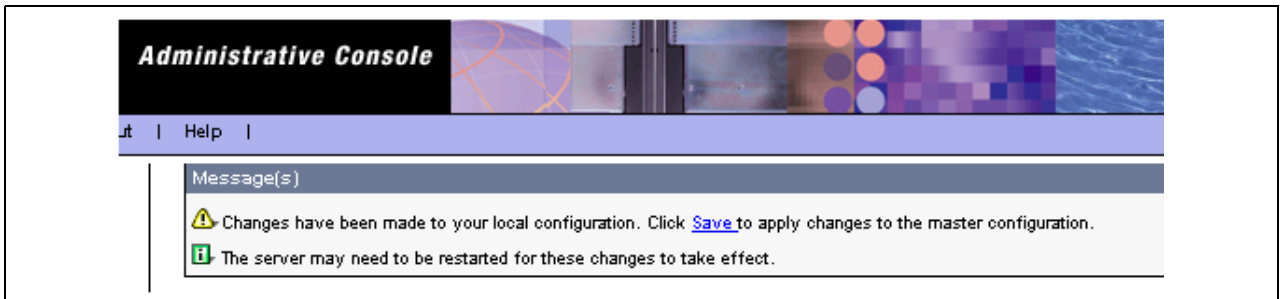 Administrative Console
ut | Help |
Message(s)
Changes have been made to your local configuration. Click Save to apply changes to the master configuration.
The server may need to be restarted for these changes to take effect.